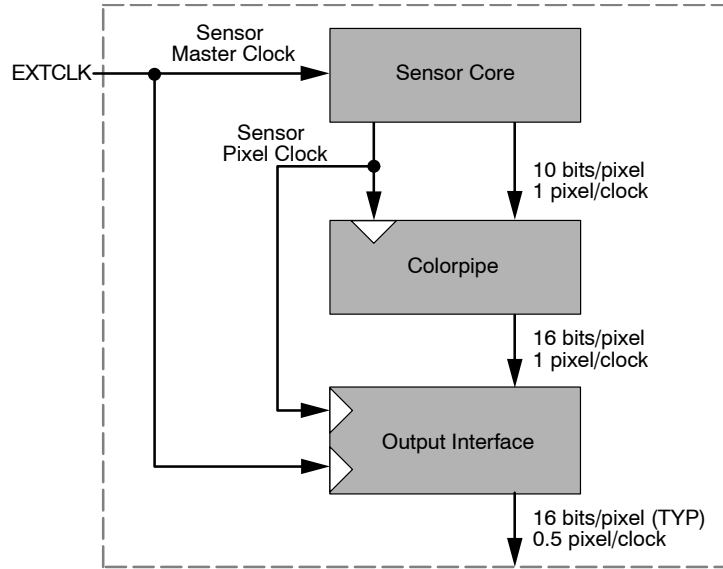 Sensor
Master Clock
EXTCLK
Sensor Core
Sensor
Pixel Clock
10 bits/pixel
1 pixel/clock
Colorpipe
16 bits/pixel
1 pixel/clock
Output Interface
16 bits/pixel (TYP)
0.5 pixel/clock